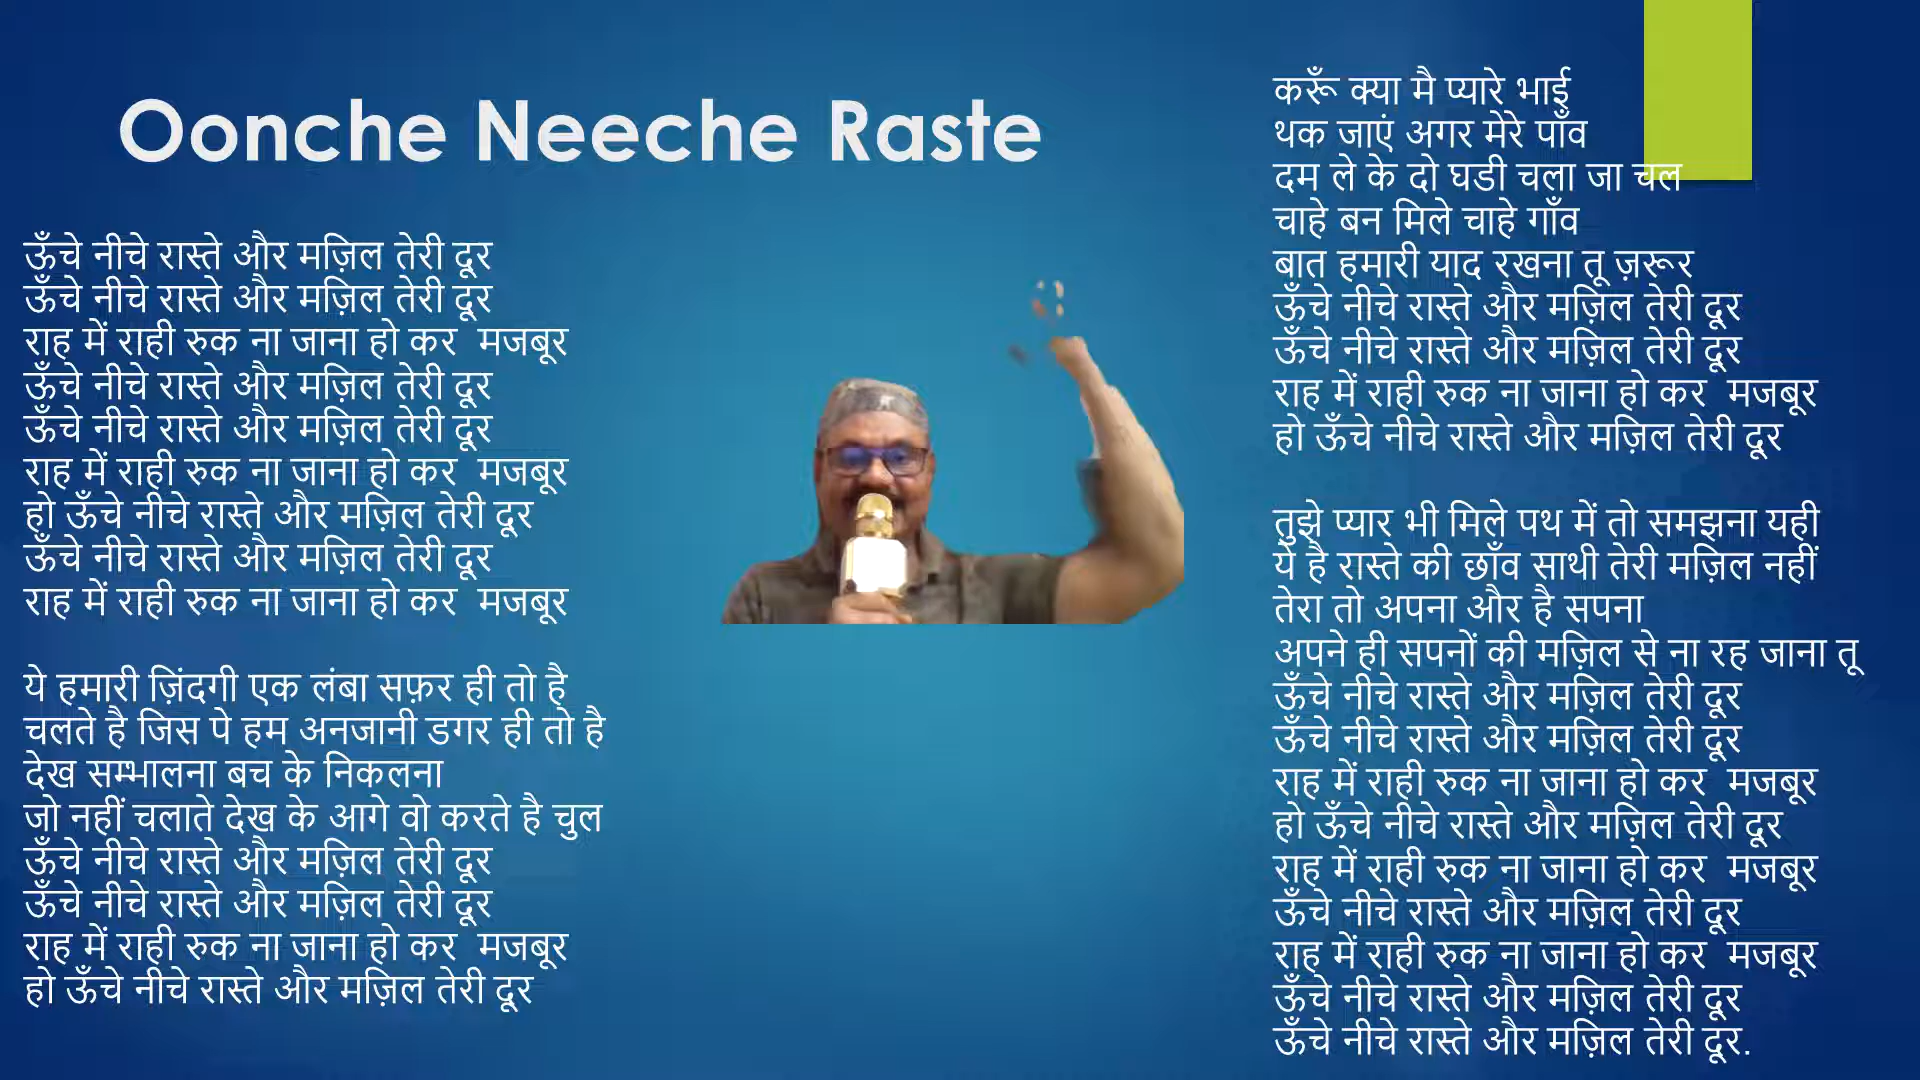 Oonche Neeche Raste
ऊँचे नीचे रास्ते और मज़िल तेरी दूर
ऊँचे नीचे रास्ते और मज़िल तेरी दूर
राह में राही रुक ना जाना हो कर  मजबूर
ऊँचे नीचे रास्ते और मज़िल तेरी दूर
ऊँचे नीचे रास्ते और मज़िल तेरी दूर
राह में राही रुक ना जाना हो कर  मजबूर
हो ऊँचे नीचे रास्ते और मज़िल तेरी दूर
ऊँचे नीचे रास्ते और मज़िल तेरी दूर
राह में राही रुक ना जाना हो कर  मजबूर
ये हमारी ज़िंदगी एक लंबा सफ़र ही तो है
चलते है जिस पे हम अनजानी डगर ही तो है
देख सम्भालना बच के निकलना
जो नहीं चलाते देख के आगे वो करते है चुल
ऊँचे नीचे रास्ते और मज़िल तेरी दूर
ऊँचे नीचे रास्ते और मज़िल तेरी दूर
राह में राही रुक ना जाना हो कर  मजबूर
हो ऊँचे नीचे रास्ते और मज़िल तेरी दूर
करूँ क्या मै प्यारे भाई
थक जाएं अगर मेरे पाँव
दम ले के दो घडी चला जा चल
चाहे बन मिले चाहे गाँव
बात हमारी याद रखना तू ज़रूर
ऊँचे नीचे रास्ते और मज़िल तेरी दूर
ऊँचे नीचे रास्ते और मज़िल तेरी दूर
राह में राही रुक ना जाना हो कर  मजबूर
हो ऊँचे नीचे रास्ते और मज़िल तेरी दूर
तुझे प्यार भी मिले पथ में तो समझना यही
ये है रास्ते की छाँव साथी तेरी मज़िल नहीं
तेरा तो अपना और है सपना
अपने ही सपनों की मज़िल से ना रह जाना तू
ऊँचे नीचे रास्ते और मज़िल तेरी दूर
ऊँचे नीचे रास्ते और मज़िल तेरी दूर
राह में राही रुक ना जाना हो कर  मजबूर
हो ऊँचे नीचे रास्ते और मज़िल तेरी दूर
राह में राही रुक ना जाना हो कर  मजबूर
ऊँचे नीचे रास्ते और मज़िल तेरी दूर
राह में राही रुक ना जाना हो कर  मजबूर
ऊँचे नीचे रास्ते और मज़िल तेरी दूर
ऊँचे नीचे रास्ते और मज़िल तेरी दूर.